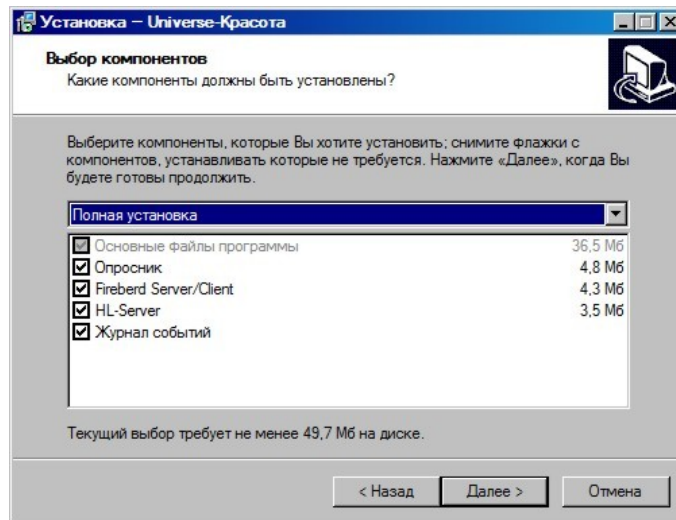 Установка — Universe-Красота
Выбор компонентов
Какие компоненты должны быть установлены?
Выберите компоненты, которые Вы хотите установить; снимите флажки с
компонентов, устанавливать которые не требуется. Нажмите «Далее», когда Вы
будете готовы продолжить.
Полная установка
Основные файлы программы 36,5 Мб
Опросник 4,8 Мб
Fireberd Server/Client 4,3 Мб
HL-Server 3,5 Мб
Журнал событий
Текущий выбор требует не менее 49,7 Мб на диске.
< Назад Далее > Отмена